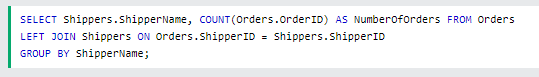 SELECT Shippers.ShipperName, COUNT(Orders.OrderID) AS NumberOfOrders FROM Orders
LEFT JOIN Shippers ON Orders.ShipperID = Shippers.ShipperID
GROUP BY ShipperName;